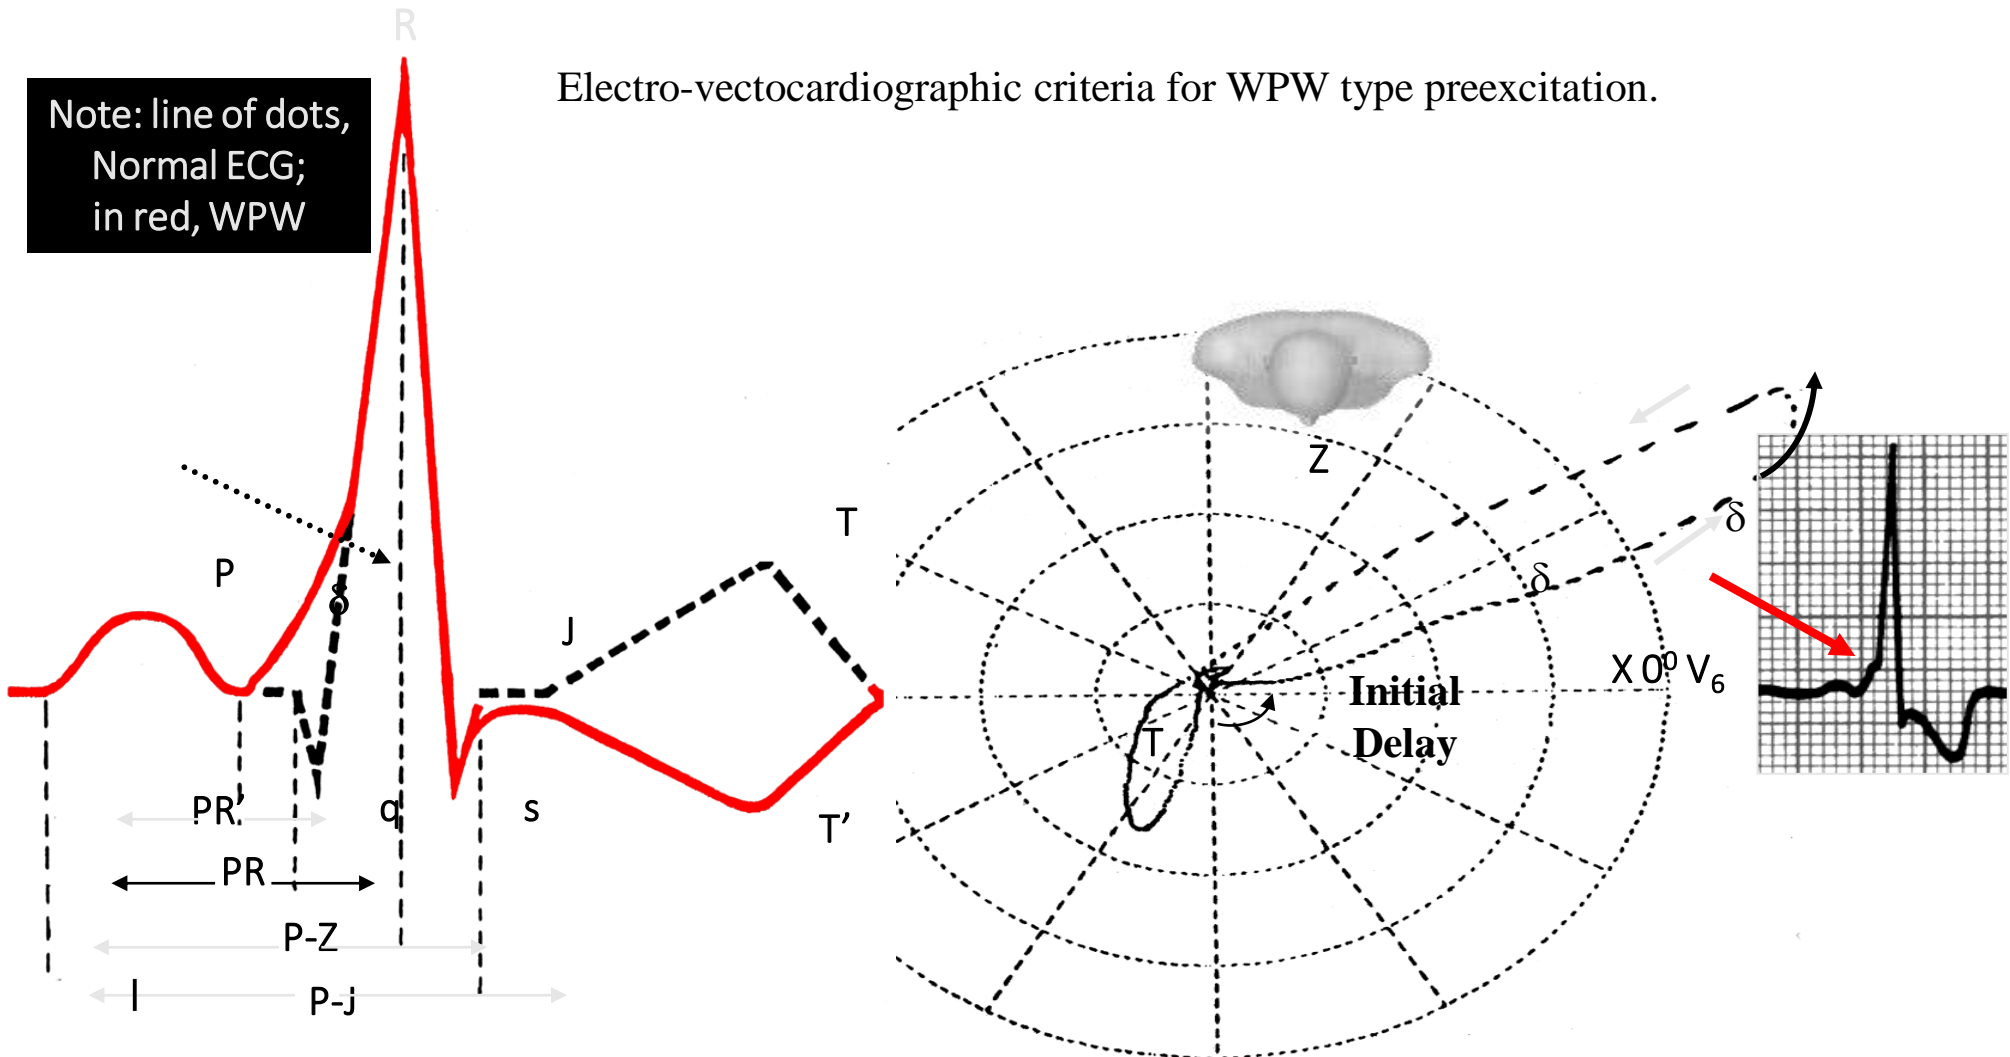 R
Electro-vectocardiographic criteria for WPW type preexcitation.
Note: line of dots,
Normal ECG;
in red, WPW
P
δ
T
J
PR’
q
s
T’
PR
P-Z
l
P-j
Z
δ
δ
X 0⁰ V₆
Initial
Delay
T